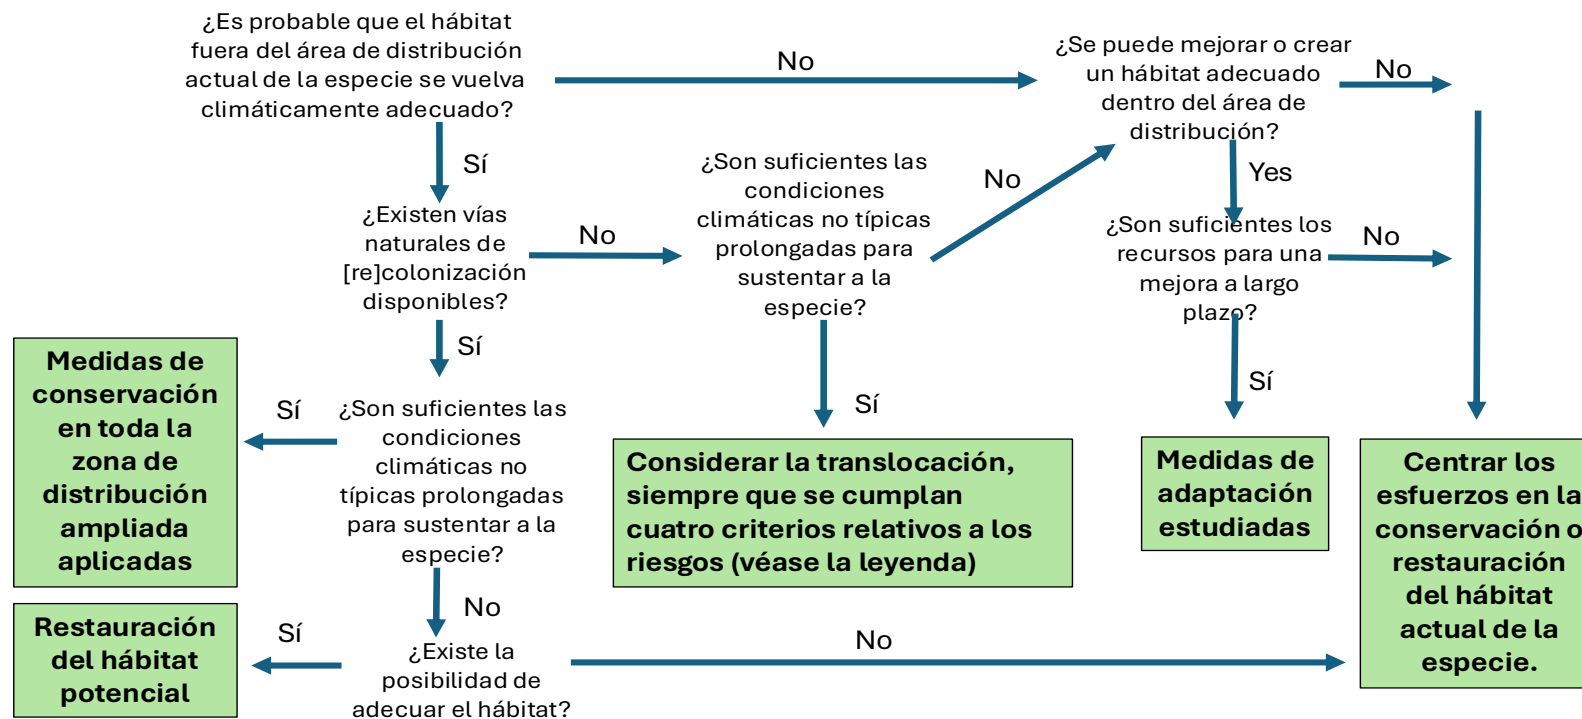 ¿Es probable que el hábitat
fuera del área de distribución
actual de la especie se vuelva
climáticamente adecuado?
No
¿Se puede mejorar o crear
un hábitat adecuado
dentro del área de
distribución?
No
Sí
¿Son suficientes las
condiciones
climáticas no típicas
prolongadas para
sustentar a la
especie?
No
Yes
¿Existen vías
naturales de
[re]colonización
disponibles?
No
¿Son suficientes los
recursos para una
mejora a largo
plazo?
No
Sí
Medidas de
conservación
en toda la
zona de
distribución
ampliada
aplicadas
Sí
¿Son suficientes las
condiciones
climáticas no
típicas prolongadas
para sustentar a la
especie?
Sí
Sí
Considerar la translocación,
siempre que se cumplan
cuatro criterios relativos a los
riesgos (véase la leyenda)
Medidas de
adaptación
estudiadas
Centrar los
esfuerzos en la
conservación o
restauración
del hábitat
actual de la
especie.
No
Restauración
del hábitat
potencial
Sí
¿Existe la
posibilidad de
adecuar el hábitat?
No